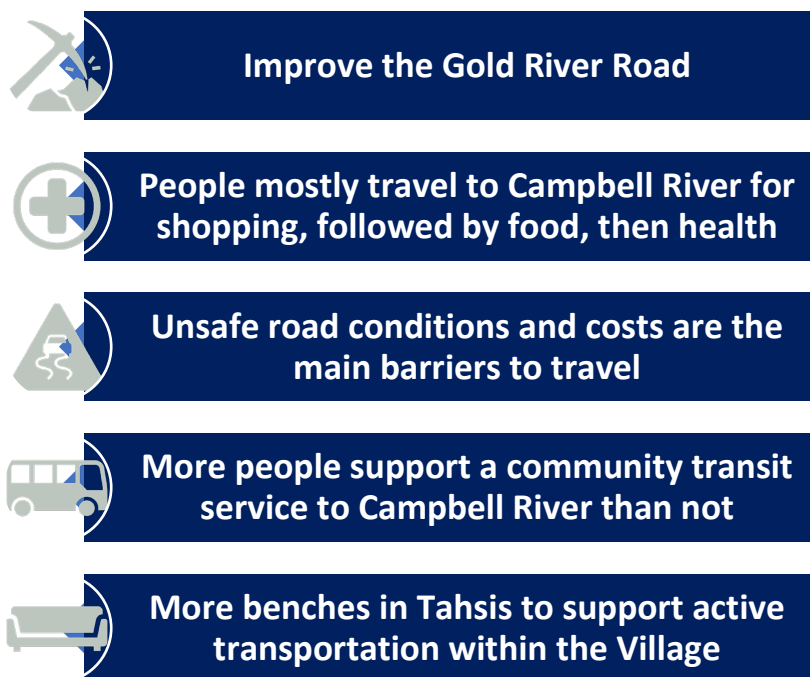 Improve the Gold River Road
People mostly travel to Campbell River for
shopping, followed by food, then health
Unsafe road conditions and costs are the
main barriers to travel
More people support a community transit
service to Campbell River than not
More benches in Tahsis to support active
transportation within the Village